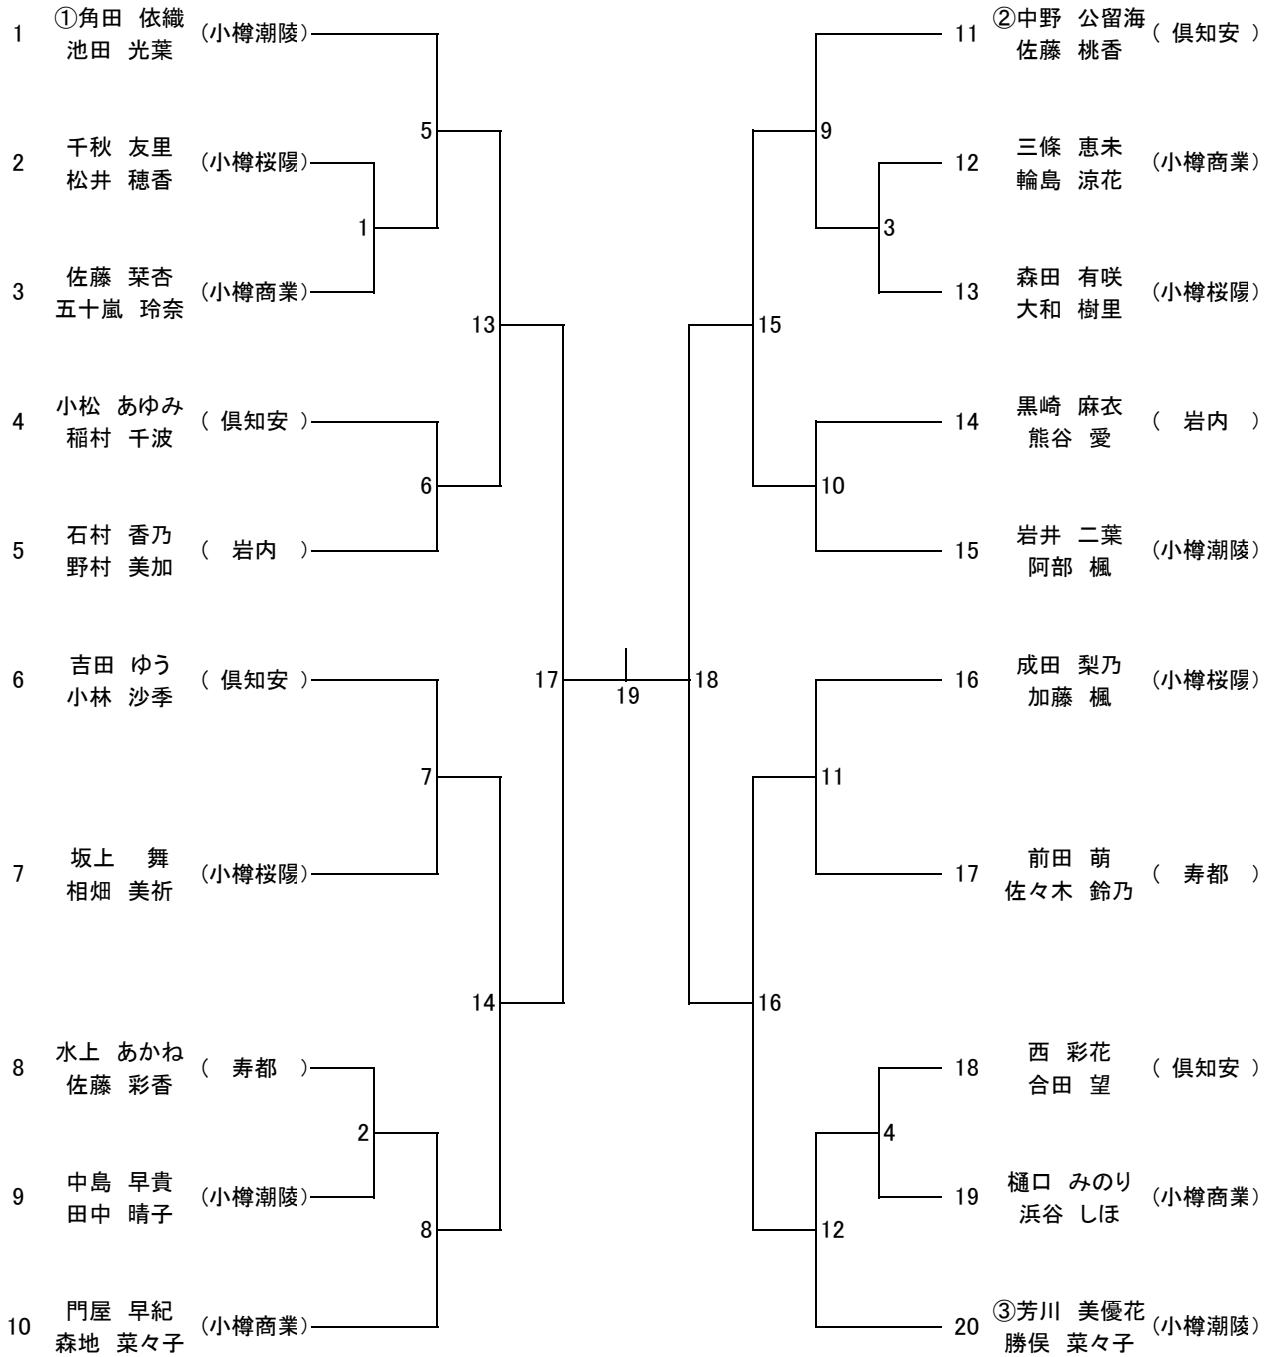 1 ①角田 依織 (小樽潮陵)
池田 光葉
2 千秋 友里 (小樽桜陽)
松井 穂香
3 佐藤 栞杏 (小樽商業)
五十嵐 玲奈
4 小松 あゆみ ( 倶知安 )
稲村 千波
5 石村 香乃 ( 岩内 )
野村 美加
6 吉田 ゆう ( 倶知安 )
小林 沙季
7 坂上 舞 (小樽桜陽)
相畑 美祈
8 水上 あかね ( 寿都 )
佐藤 彩香
9 中島 早貴 (小樽潮陵)
田中 晴子
10 門屋 早紀 (小樽商業)
森地 菜々子
5
1
13
6
17
7
14
2
8
19
9
3
15
10
18
11
16
4
12
11 ②中野 公留海 ( 倶知安 )
佐藤 桃香
12 三條 恵未 (小樽商業)
輪島 涼花
13 森田 有咲 (小樽桜陽)
大和 樹里
14 黒崎 麻衣 ( 岩内 )
熊谷 愛
15 岩井 二葉 (小樽潮陵)
阿部 楓
16 成田 梨乃 (小樽桜陽)
加藤 楓
17 前田 萌 ( 寿都 )
佐々木 鈴乃
18 西 彩花 ( 倶知安 )
合田 望
19 樋口 みのり (小樽商業)
浜谷 しほ
20 ③芳川 美優花 (小樽潮陵)
勝俣 菜々子